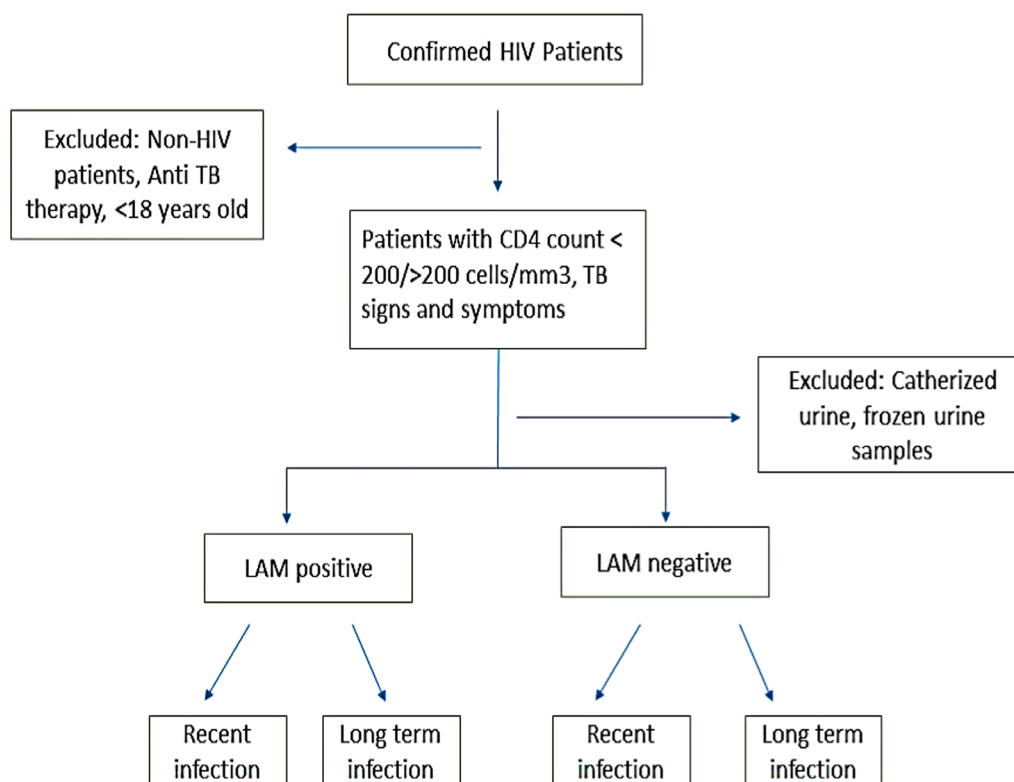 Confirmed HIV Patients
Excluded: Non-HIV
patients, Anti TB
therapy, <18 years old
Patients with CD4 count <
200/>200 cells/mm3, TB
signs and symptoms
Excluded: Catherized
urine, frozen urine
samples
LAM positive
LAM negative
Recent
infection
Long term
infection
Recent
infection
Long term
infection